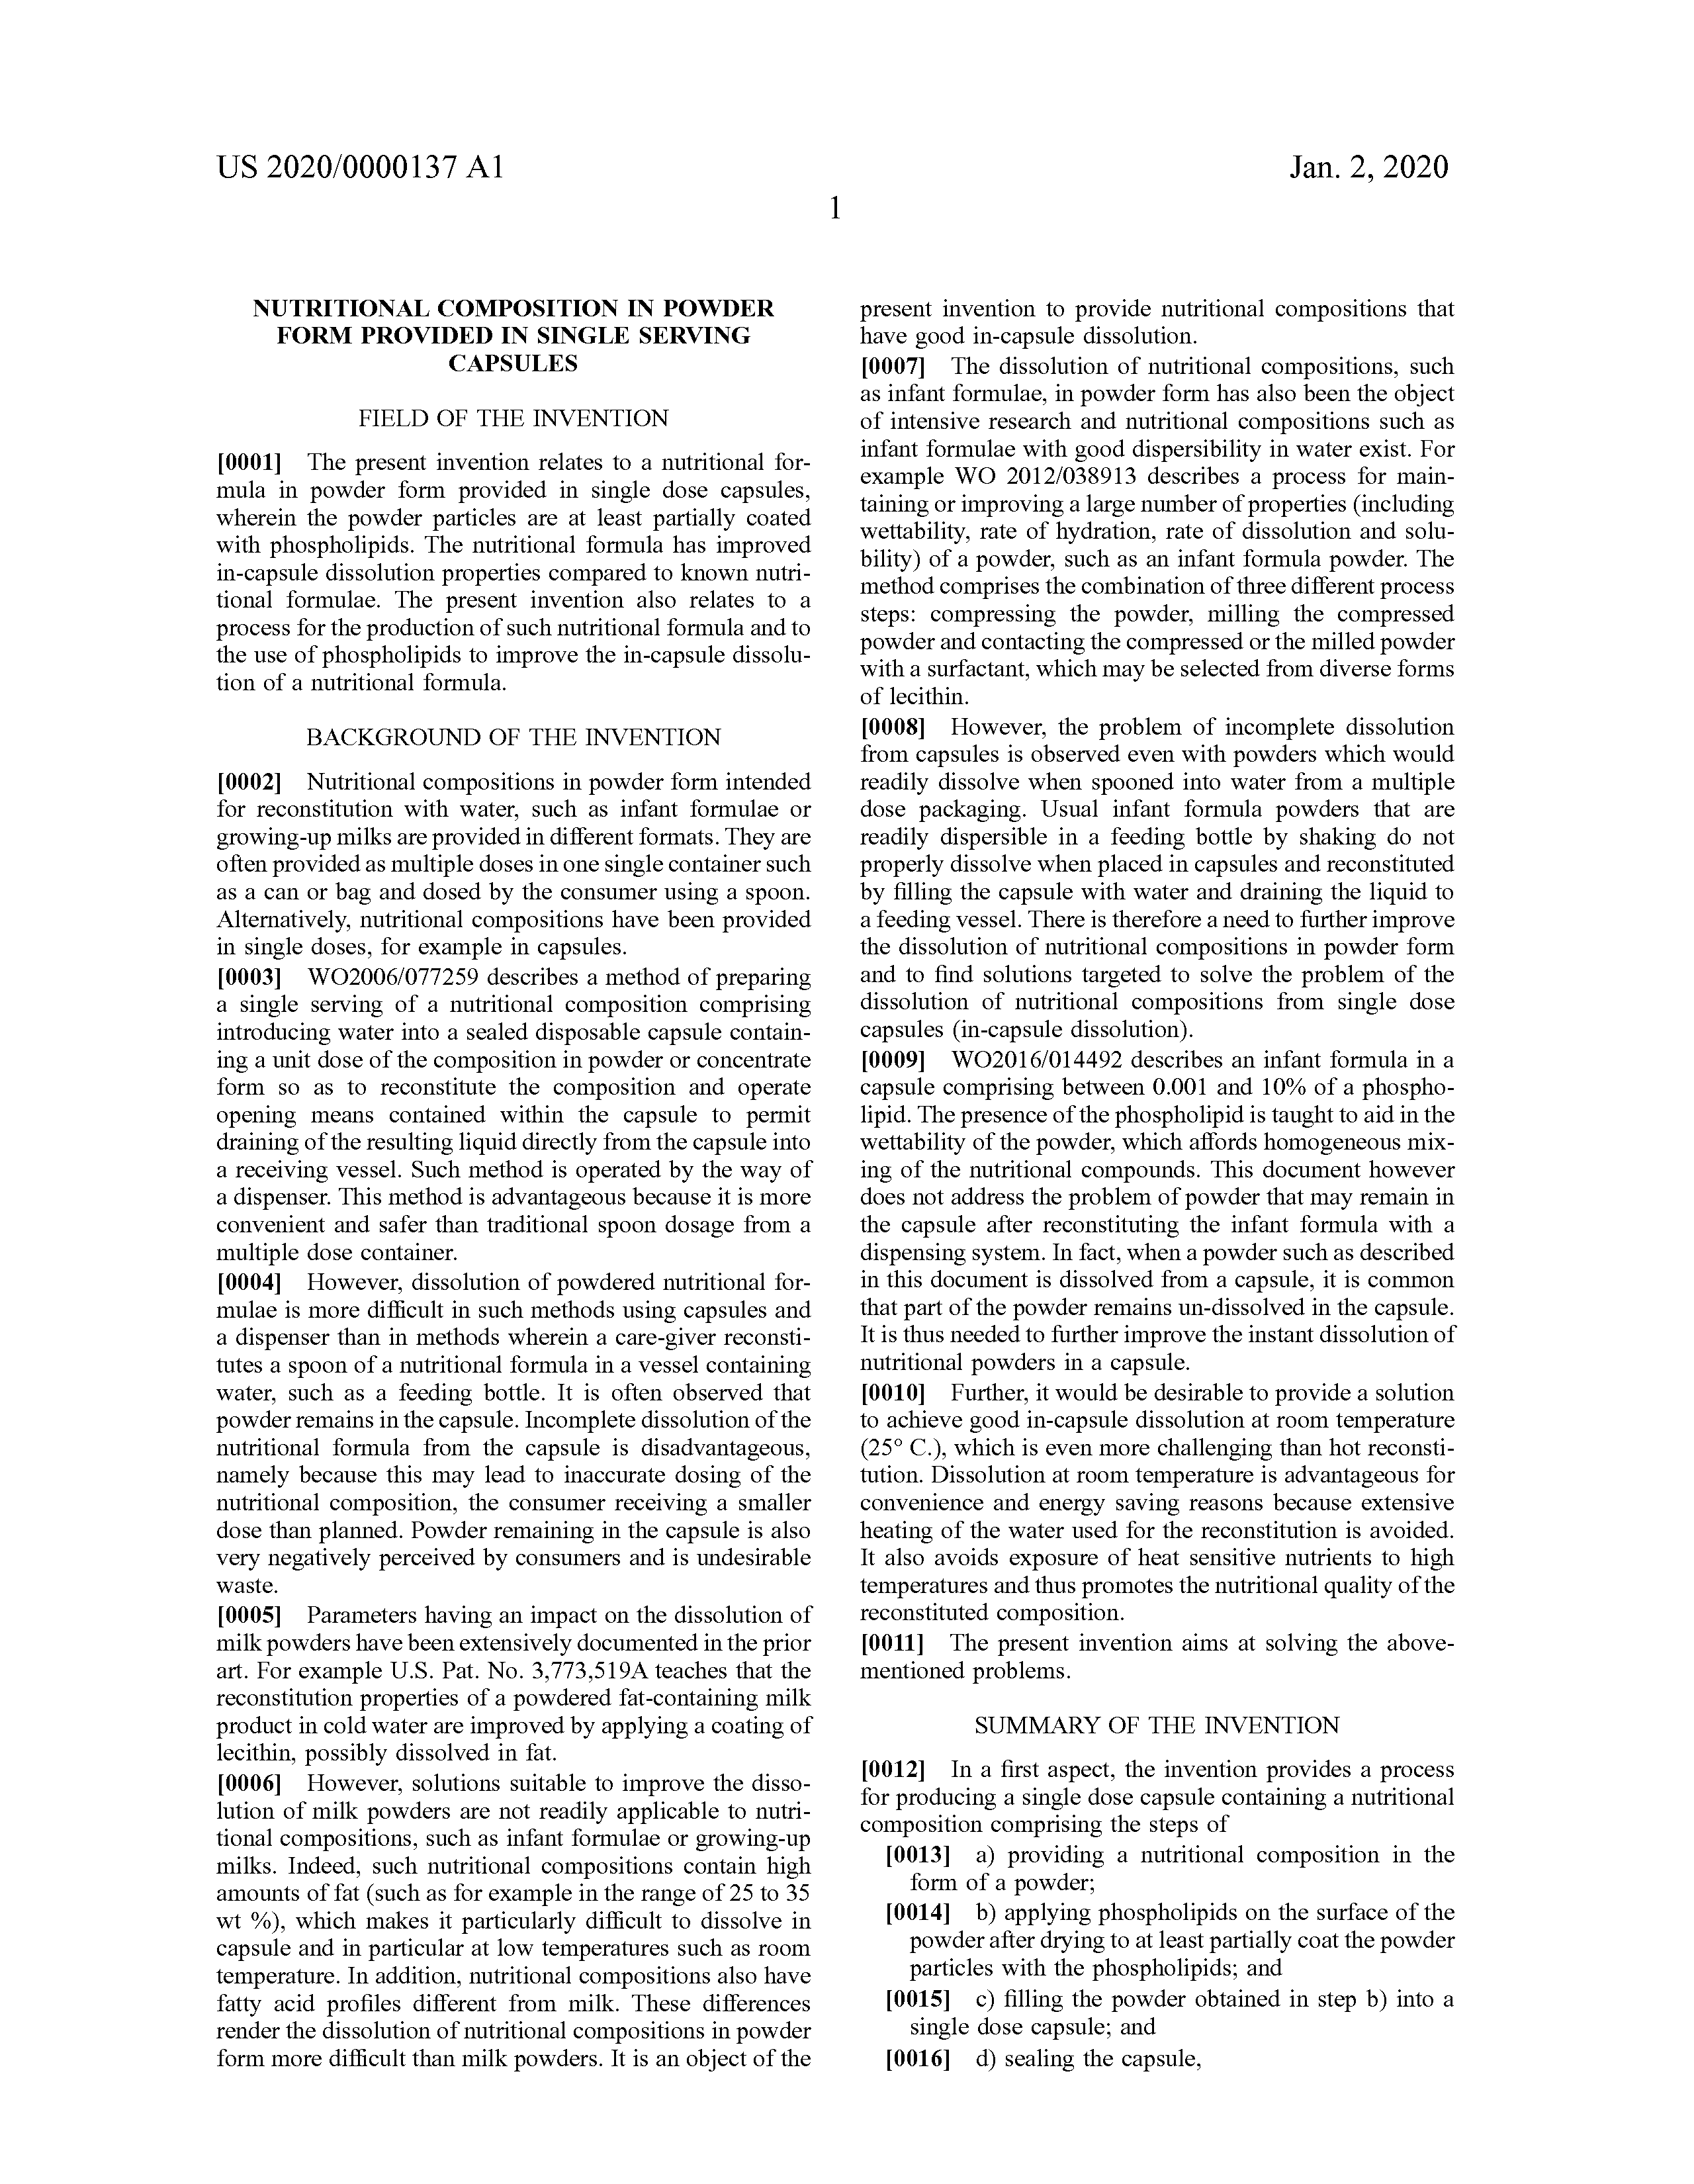 US 2020/0000137 A1
Jan. 2, 2020
1
NUTRITIONAL COMPOSITION IN POWDER
FORM PROVIDED IN SINGLE SERVING
CAPSULES
FIELD OF THE INVENTION
[0001] The present invention relates to a nutritional for-
mula in powder form provided in single dose capsules,
wherein the powder particles are at least partially coated
with phospholipids. The nutritional formula has improved
in-capsule dissolution properties compared to known nutri-
tional formulae. The present invention also relates to a
process for the production of such nutritional formula and to
the use of phospholipids to improve the in-capsule dissolu-
tion of a nutritional formula.
BACKGROUND OF THE INVENTION
[0002] Nutritional compositions in powder form intended
for reconstitution with water, such as infant formulae or
growing-up milks are provided in different formats. They are
often provided as multiple doses in one single container such
as a can or bag and dosed by the consumer using a spoon.
Alternatively, nutritional compositions have been provided
in single doses, for example in capsules.
[0003] WO2006/077259 describes a method of preparing
a single serving of a nutritional composition comprising
introducing water into a sealed disposable capsule contain-
ing a unit dose of the composition in powder or concentrate
form so as to reconstitute the composition and operate
opening means contained within the capsule to permit
draining of the resulting liquid directly from the capsule into
a receiving vessel. Such method is operated by the way of
a dispenser. This method is advantageous because it is more
convenient and safer than traditional spoon dosage from a
multiple dose container.
[0004] However, dissolution of powdered nutritional for-
mulae is more difficult in such methods using capsules and
a dispenser than in methods wherein a care-giver reconsti-
tutes a spoon of a nutritional formula in a vessel containing
water, such as a feeding bottle. It is often observed that
powder remains in the capsule. Incomplete dissolution of the
nutritional formula from the capsule is disadvantageous,
namely because this may lead to inaccurate dosing of the
nutritional composition, the consumer receiving a smaller
dose than planned. Powder remaining in the capsule is also
very negatively perceived by consumers and is undesirable
waste.
[0005] Parameters having an impact on the dissolution of
milk powders have been extensively documented in the prior
art. For example U.S. Pat. No. 3,773,519A teaches that the
reconstitution properties of a powdered fat-containing milk
product in cold water are improved by applying a coating of
lecithin, possibly dissolved in fat.
[0006] However, solutions suitable to improve the disso-
lution of milk powders are not readily applicable to nutri-
tional compositions, such as infant formulae or growing-up
milks. Indeed, such nutritional compositions contain high
amounts of fat (such as for example in the range of 25 to 35
wt %), which makes it particularly difficult to dissolve in
capsule and in particular at low temperatures such as room
temperature. In addition, nutritional compositions also have
fatty acid profiles different from milk. These differences
render the dissolution of nutritional compositions in powder
form more difficult than milk powders. It is an object of the
present invention to provide nutritional compositions that
have good in-capsule dissolution.
[0007] The dissolution of nutritional compositions, such
as infant formulae, in powder form has also been the object
of intensive research and nutritional compositions such as
infant formulae with good dispersibility in water exist. For
example WO 2012/038913 describes a process for main-
taining or improving a large number of properties (including
wettability, rate of hydration, rate of dissolution and solu-
bility) of a powder, such as an infant formula powder. The
method comprises the combination of three different process
steps: compressing the powder, milling the compressed
powder and contacting the compressed or the milled powder
with a surfactant, which may be selected from diverse forms
of lecithin.
[0008] However, the problem of incomplete dissolution
from capsules is observed even with powders which would
readily dissolve when spooned into water from a multiple
dose packaging. Usual infant formula powders that are
readily dispersible in a feeding bottle by shaking do not
properly dissolve when placed in capsules and reconstituted
by filling the capsule with water and draining the liquid to
a feeding vessel. There is therefore a need to further improve
the dissolution of nutritional compositions in powder form
and to find solutions targeted to solve the problem of the
dissolution of nutritional compositions from single dose
capsules (in-capsule dissolution).
[0009] WO2016/014492 describes an infant formula in a
capsule comprising between 0.001 and 10% of a phospho-
lipid. The presence of the phospholipid is taught to aid in the
wettability of the powder, which affords homogeneous mix-
ing of the nutritional compounds. This document however
does not address the problem of powder that may remain in
the capsule after reconstituting the infant formula with a
dispensing system. In fact, when a powder such as described
in this document is dissolved from a capsule, it is common
that part of the powder remains un-dissolved in the capsule.
It is thus needed to further improve the instant dissolution of
nutritional powders in a capsule.
[0010] Further, it would be desirable to provide a solution
to achieve good in-capsule dissolution at room temperature
(25° C.), which is even more challenging than hot reconsti-
tution. Dissolution at room temperature is advantageous for
convenience and energy saving reasons because extensive
heating of the water used for the reconstitution is avoided.
It also avoids exposure of heat sensitive nutrients to high
temperatures and thus promotes the nutritional quality of the
reconstituted composition.
[0011] The present invention aims at solving the above-
mentioned problems.
SUMMARY OF THE INVENTION
[0012] In a first aspect, the invention provides a process
for producing a single dose capsule containing a nutritional
composition comprising the steps of
[0013] a) providing a nutritional composition in the
form of a powder;
[0014] b) applying phospholipids on the surface of the
powder after drying to at least partially coat the powder
particles with the phospholipids; and
[0015] c) filling the powder obtained in step b) into a
single dose capsule; and
[0016] d) sealing the capsule,